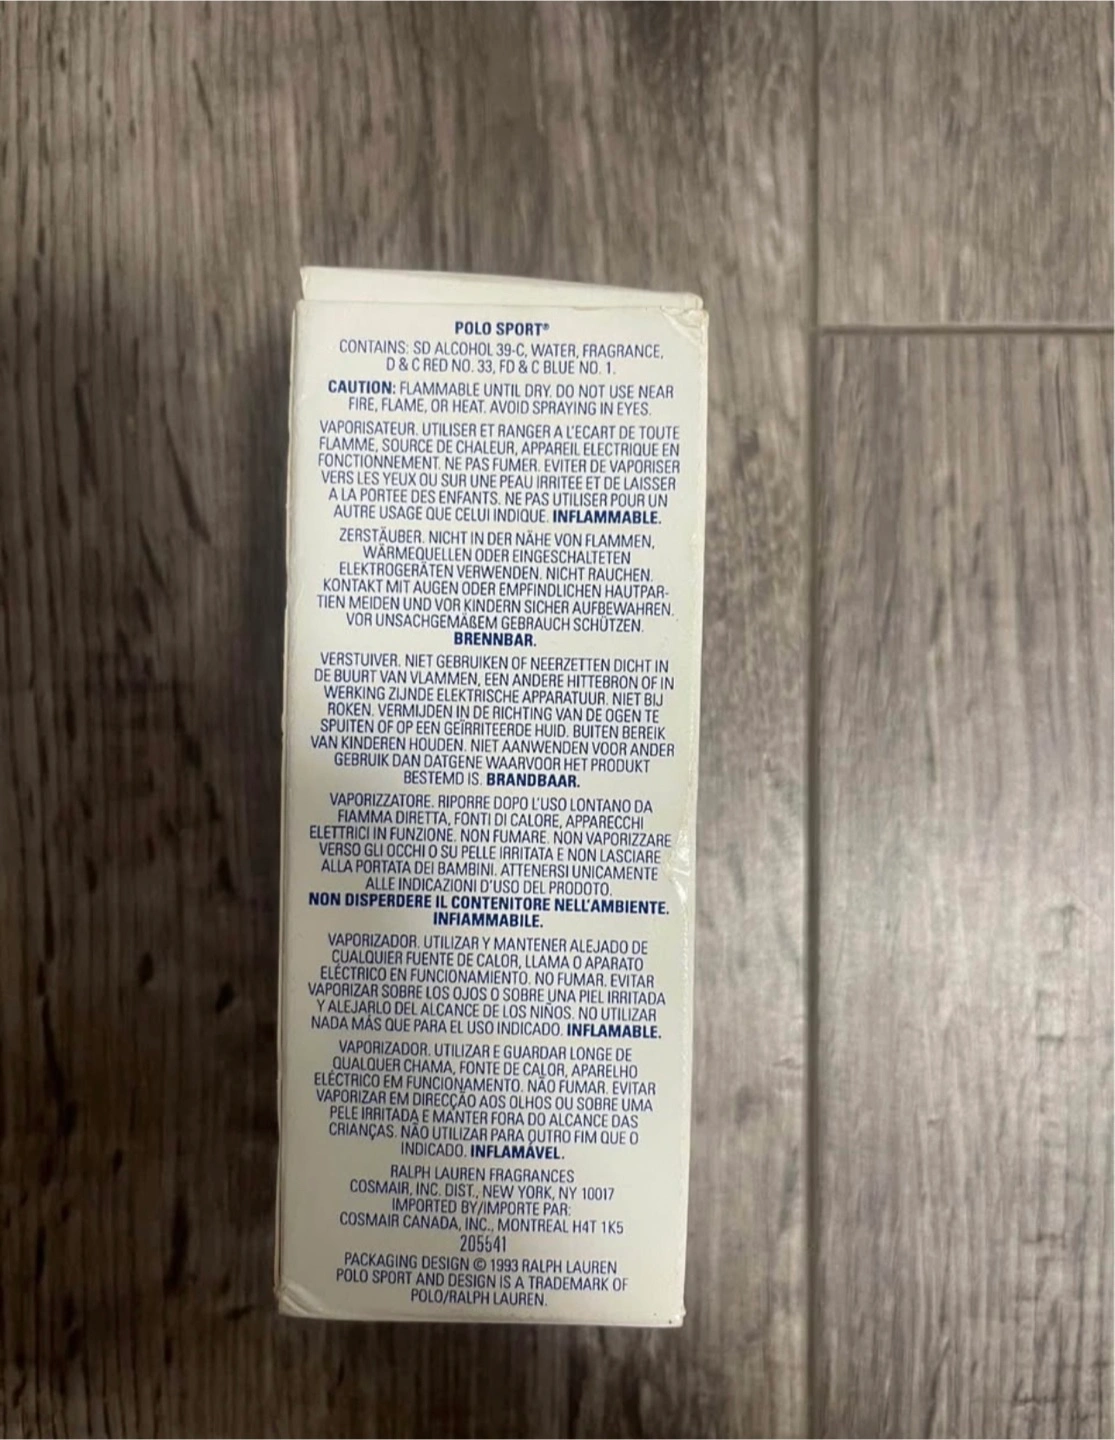 POLO SPORT®
CONTAINS: SD ALCOHOL 39-C, WATER, FRAGRANCE,
D & C RED NO. 33, FD & C BLUE NO. 1.
CAUTION: FLAMMABLE UNTIL DRY. DO NOT USE NEAR
FIRE, FLAME, OR HEAT. AVOID SPRAYING IN EYES.
VAPORISATEUR. UTILISER ET RANGER A L'ECART DE TOUTE
FLAMME, SOURCE DE CHALEUR, APPAREIL ELECTRIQUE EN
FONCTIONNEMENT. NE PAS FUMER. EVITER DE VAPORISER
VERS LES YEUX OU SUR UNE PEAU IRRITEE ET DE LAISSER
A LA PORTEE DES ENFANTS. NE PAS UTILISER POUR UN
AUTRE USAGE QUE CELUI INDIQUE. INFLAMMABLE.
ZERSTÄUBER. NICHT IN DER NÄHE VON FLAMMEN,
WÄRMEQUELLEN ODER EINGESCHALTETEN
ELEKTROGERÄTEN VERWENDEN. NICHT RAUCHEN.
KONTAKT MIT AUGEN ODER EMPFINDLICHEN HAUTPAR-
TIEN MEIDEN UND VOR KINDERN SICHER AUFBEWAHREN.
VOR UNSACHGEMÄßEM GEBRAUCH SCHÜTZEN.
BRENNBAR.
VERSTUIVER. NIET GEBRUIKEN OF NEERZETTEN DICHT IN
DE BUURT VAN VLAMMEN, EEN ANDERE HITTEBRON OF IN
WERKING ZIJNDE ELEKTRISCHE APPARATUUR. NIET BIJ
ROKEN. VERMIJDEN IN DE RICHTING VAN DE OGEN TE
SPUITEN OF OP EEN GEÏRRITEERDE HUID. BUITEN BEREIK
VAN KINDEREN HOUDEN. NIET AANWENDEN VOOR ANDER
GEBRUIK DAN DATGENE WAARVOOR HET PRODUKT
BESTEMD IS. BRANDBAAR.
VAPORIZZATORE. RIPORRE DOPO L'USO LONTANO DA
FIAMMA DIRETTA, FONTI DI CALORE, APPARECCHI
ELETTRICI IN FUNZIONE. NON FUMARE. NON VAPORIZZARE
VERSO GLI OCCHI O SU PELLE IRRITATA E NON LASCIARE
ALLA PORTATA DEI BAMBINI. ATTENERSI UNICAMENTE
ALLE INDICAZIONI D'USO DEL PRODOTO.
NON DISPERDERE IL CONTENITORE NELL'AMBIENTE.
INFIAMMABILE.
VAPORIZADOR. UTILIZAR Y MANTENER ALEJADO DE
CUALQUIER FUENTE DE CALOR, LLAMA O APARATO
ELÉCTRICO EN FUNCIONAMIENTO. NO FUMAR. EVITAR
VAPORIZAR SOBRE LOS OJOS O SOBRE UNA PIEL IRRITADA
Y ALEJARLO DEL ALCANCE DE LOS NIÑOS. NO UTILIZAR
NADA MÁS QUE PARA EL USO INDICADO. INFLAMABLE.
VAPORIZADOR. UTILIZAR E GUARDAR LONGE DE
QUALQUER CHAMA, FONTE DE CALOR, APARELHO
ELÉCTRICO EM FUNCIONAMENTO. NÃO FUMAR. EVITAR
VAPORIZAR EM DIRECÇÃO AOS OLHOS OU SOBRE UMA
PELE IRRITADA E MANTER FORA DO ALCANCE DAS
CRIANÇAS. NÃO UTILIZAR PARA OUTRO FIM QUE O
INDICADO. INFLAMÁVEL.
RALPH LAUREN FRAGRANCES
COSMAIR, INC. DIST., NEW YORK, NY 10017
IMPORTED BY/IMPORTE PAR:
COSMAIR CANADA, INC., MONTREAL H4T 1K5
205541
PACKAGING DESIGN © 1993 RALPH LAUREN
POLO SPORT AND DESIGN IS A TRADEMARK OF
POLO/RALPH LAUREN.